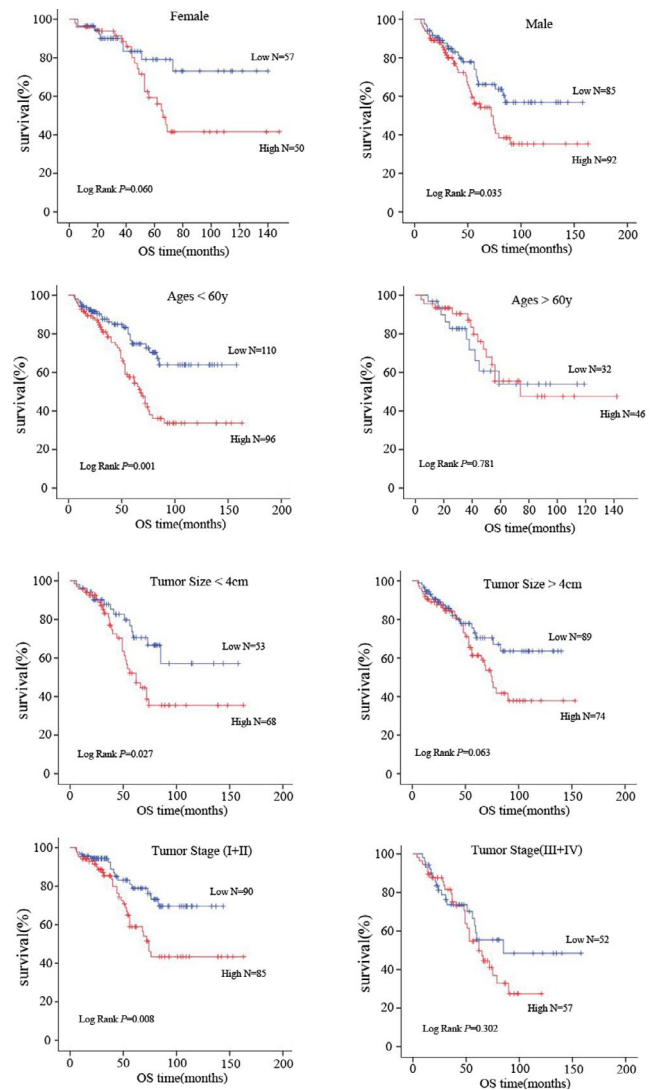 Female
survival(%)
100
80
60
40
20
0
Low N=57
High N=50
Log Rank P=0.060
0 20 40 60 80 100 120 140
OS time(months)
Male
survival(%)
100
80
60
40
20
0
Low N=85
High N=92
Log Rank P=0.035
0 50 100 150 200
OS time(months)
Ages < 60y
survival(%)
100
80
60
40
20
0
Low N=110
High N=96
Log Rank P=0.001
0 50 100 150 200
OS time(months)
Ages > 60y
survival(%)
100
80
60
40
20
0
Low N=32
High N=46
Log Rank P=0.781
0 20 40 60 80 100 120 140
OS time(months)
Tumor Size < 4cm
survival(%)
100
80
60
40
20
0
Low N=53
High N=68
Log Rank P=0.027
0 50 100 150 200
OS time(months)
Tumor Size > 4cm
survival(%)
100
80
60
40
20
0
Low N=89
High N=74
Log Rank P=0.063
0 50 100 150 200
OS time(months)
Tumor Stage (I+II)
survival(%)
100
80
60
40
20
0
Low N=90
High N=85
Log Rank P=0.008
0 50 100 150 200
OS time(months)
Tumor Stage(III+IV)
survival(%)
100
80
60
40
20
0
Low N=52
High N=57
Log Rank P=0.302
0 50 100 150 200
OS time(months)